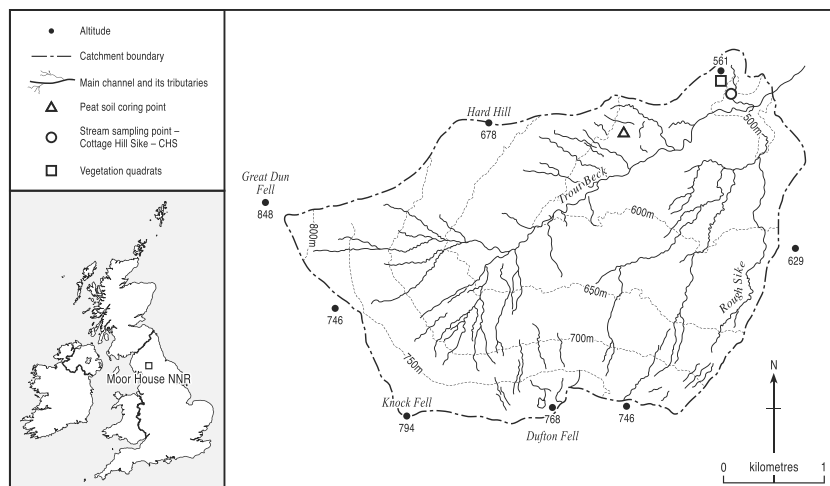 Altitude
Catchment boundary
Main channel and its tributaries
Peat soil coring point
Stream sampling point –
Cottage Hill Sike – CHS
Vegetation quadrats
Moor House NNR
561
500m
Hard Hill
678
Trout Beck
Great Dun
Fell
848
800m
600m
629
650m
Rough Sike
746
700m
750m
Knock Fell
794
768
Dufton Fell
746
N
0 kilometres 1